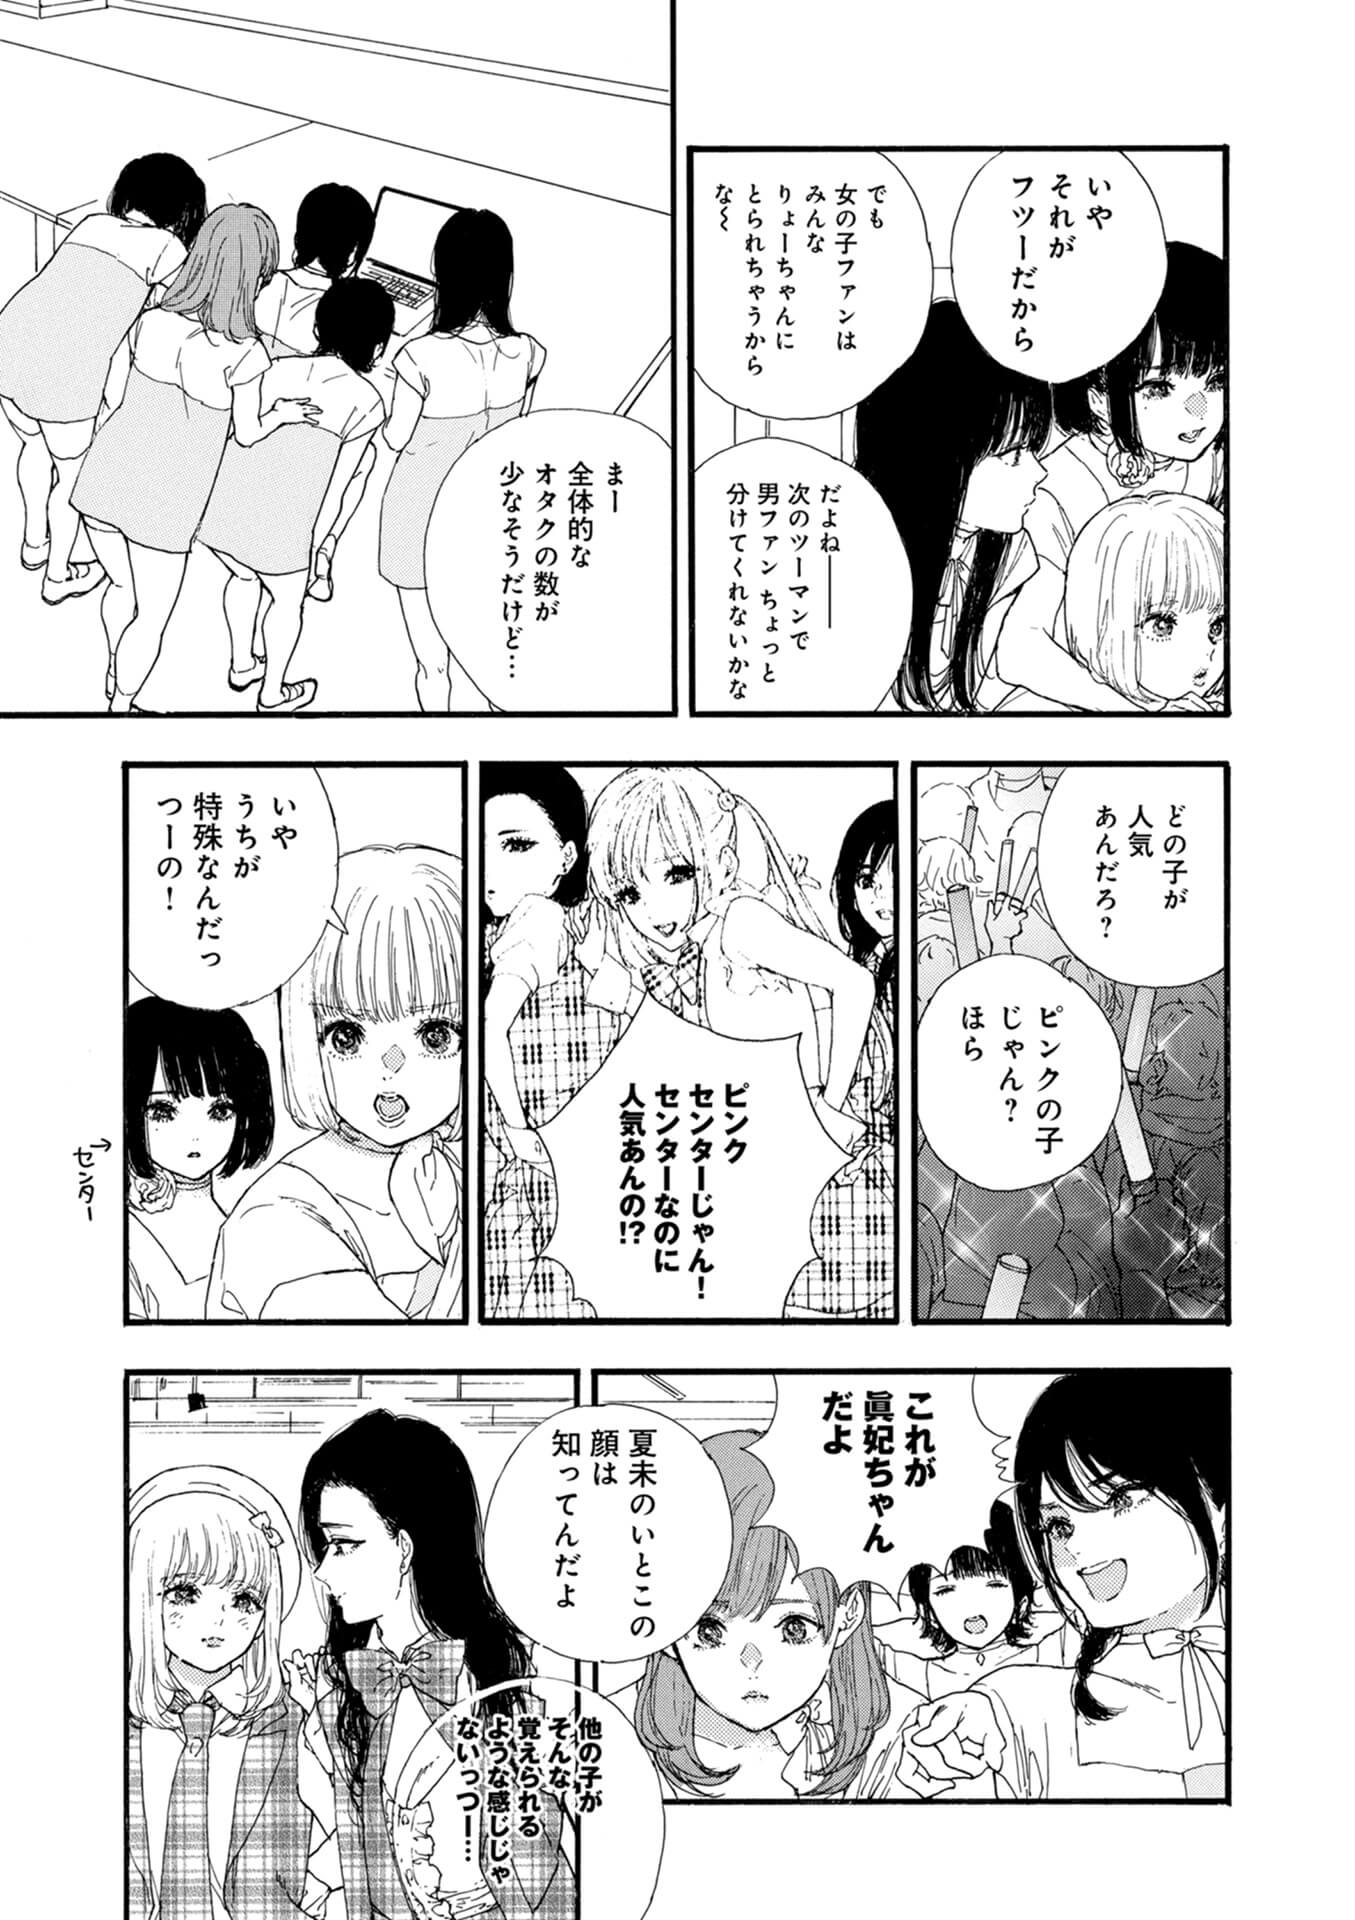 いや
それが
フツーだから
でも
女の子ファンは
みんな
りょーちゃんに
とられちゃうから
な〜
だよね――
次のツーマンで
男ファンちょっと
分けてくれないかな
まー
全体的な
オタクの数が
少なそうだけど…
どの子が
人気
あんだろ?
ピンクの子
じゃん?
ほら
ピンク
センターじゃん!
センターなのに
人気あんの!?
いや
うちが
特殊なんだっ
つーの!
→
センター
これが
眞妃ちゃん
だよ
夏未のいとこの
顔は
知ってんだよ
他の子が
そんな
覚えられる
ような感じじゃ
ないっつー…